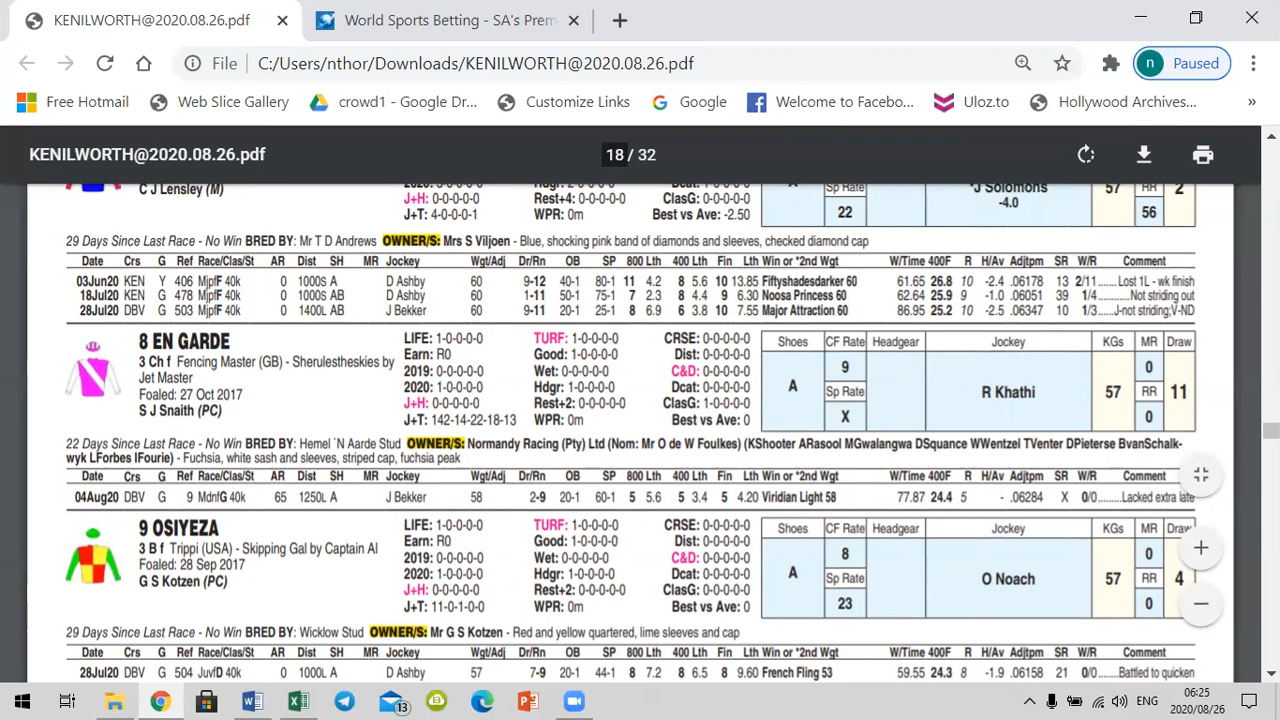 KENILWORTH@2020.08.26.pdf
World Sports Betting - SA's Prem
File C:/Users/nthor/Downloads/KENILWORTH@2020.08.26.pdf
n Paused
Free Hotmail Web Slice Gallery crowd1 - Google Dr... Customize Links Google Welcome to Facebo... Uloz.to Hollywood Archives... »
KENILWORTH@2020.08.26.pdf 18 / 32
C J Lensley (M) J+H: 0-0-0-0-0 Rest+4: 0-0-0-0-0 ClasG: 0-0-0-0-0 A Sp Rate *J Solomons 57 RR 2
J+T: 4-0-0-0-1 WPR: 0m Best vs Ave: -2.50 22 -4.0 56
29 Days Since Last Race - No Win BRED BY: Mr T D Andrews OWNER/S: Mrs S Viljoen - Blue, shocking pink band of diamonds and sleeves, checked diamond cap
Date Crs G Ref Race/Clas/St AR Dist SH MR Jockey Wgt/Adj Dr/Rn OB SP 800 Lth 400 Lth Fin Lth Win or *2nd Wgt W/Time 400F R H/Av Adjtpm SR W/R Comment
03Jun20 KEN Y 406 MjpfF 40k 0 1000S A D Ashby 60 9-12 40-1 80-1 11 4.2 8 5.6 10 13.85 Fiftyshadesdarker 60 61.65 26.8 10 -2.4 .06178 13 2/11 Lost 1L - wk finish
18Jul20 KEN G 478 MjpfF 40k 0 1000S AB D Ashby 60 1-11 50-1 75-1 7 2.3 8 4.4 9 6.30 Noosa Princess 60 62.64 25.9 9 -1.0 .06051 39 1/4 ......Not striding out
28Jul20 DBV G 503 MjpfF 40k 0 1400L AB J Bekker 60 9-11 20-1 25-1 8 6.9 6 3.8 10 7.55 Major Attraction 60 86.95 25.2 10 -2.5 .06347 10 1/3 J-not striding;V-ND
8 EN GARDE
3 Ch f Fencing Master (GB) - Sherulestheskies by
Jet Master
Foaled: 27 Oct 2017
S J Snaith (PC)
LIFE: 1-0-0-0-0 TURF: 1-0-0-0-0 CRSE: 0-0-0-0-0
Earn: R0 Good: 1-0-0-0-0 Dist: 0-0-0-0-0
2019: 0-0-0-0-0 Wet: 0-0-0-0-0 C&D: 0-0-0-0-0
2020: 1-0-0-0-0 Hdgr: 1-0-0-0-0 Dcat: 0-0-0-0-0
J+H: 0-0-0-0-0 Rest+2: 0-0-0-0-0 ClasG: 1-0-0-0-0
J+T: 142-14-22-18-13 WPR: 0m Best vs Ave: 0
Shoes CF Rate Headgear Jockey KGs MR Draw
9 0
A Sp Rate R Khathi 57 RR 11
X 0
22 Days Since Last Race - No Win BRED BY: Hemel `N Aarde Stud OWNER/S: Normandy Racing (Pty) Ltd (Nom: Mr O de W Foulkes) (KShooter ARasool MGwalangwa DSquance WWentzel TVenter DPieterse BvanSchalk-
wyk LForbes IFourie) - Fuchsia, white sash and sleeves, striped cap, fuchsia peak
Date Crs G Ref Race/Clas/St AR Dist SH MR Jockey Wgt/Adj Dr/Rn OB SP 800 Lth 400 Lth Fin Lth Win or *2nd Wgt W/Time 400F R H/Av Adjtpm SR W/R Comment
04Aug20 DBV G 9 MdnfG 40k 65 1250L A J Bekker 58 2-9 20-1 60-1 5 5.6 5 3.4 5 4.20 Viridian Light 58 77.87 24.4 5 - .06284 X 0/0 ........Lacked extra late
9 OSIYEZA
3 B f Trippi (USA) - Skipping Gal by Captain Al
Foaled: 28 Sep 2017
G S Kotzen (PC)
LIFE: 1-0-0-0-0 TURF: 1-0-0-0-0 CRSE: 0-0-0-0-0
Earn: R0 Good: 1-0-0-0-0 Dist: 0-0-0-0-0
2019: 0-0-0-0-0 Wet: 0-0-0-0-0 C&D: 0-0-0-0-0
2020: 1-0-0-0-0 Hdgr: 1-0-0-0-0 Dcat: 0-0-0-0-0
J+H: 0-0-0-0-0 Rest+2: 0-0-0-0-0 ClasG: 0-0-0-0-0
J+T: 11-0-1-0-0 WPR: 0m Best vs Ave: 0
Shoes CF Rate Headgear Jockey KGs MR Draw
8 0
A Sp Rate O Noach 57 RR 4
23 0
29 Days Since Last Race - No Win BRED BY: Wicklow Stud OWNER/S: Mr G S Kotzen - Red and yellow quartered, lime sleeves and cap
Date Crs G Ref Race/Clas/St AR Dist SH MR Jockey Wgt/Adj Dr/Rn OB SP 800 Lth 400 Lth Fin Lth Win or *2nd Wgt W/Time 400F R H/Av Adjtpm SR W/R Comment
28Jul20 DBV G 504 JuvfD 40k 0 1000L A D Ashby 57 7-9 20-1 44-1 8 7.2 8 6.5 8 9.60 French Fling 53 59.55 24.3 8 -1.9 .06158 21 0/0 ......Battled to quicken
13 ENG 06:25
2020/08/26